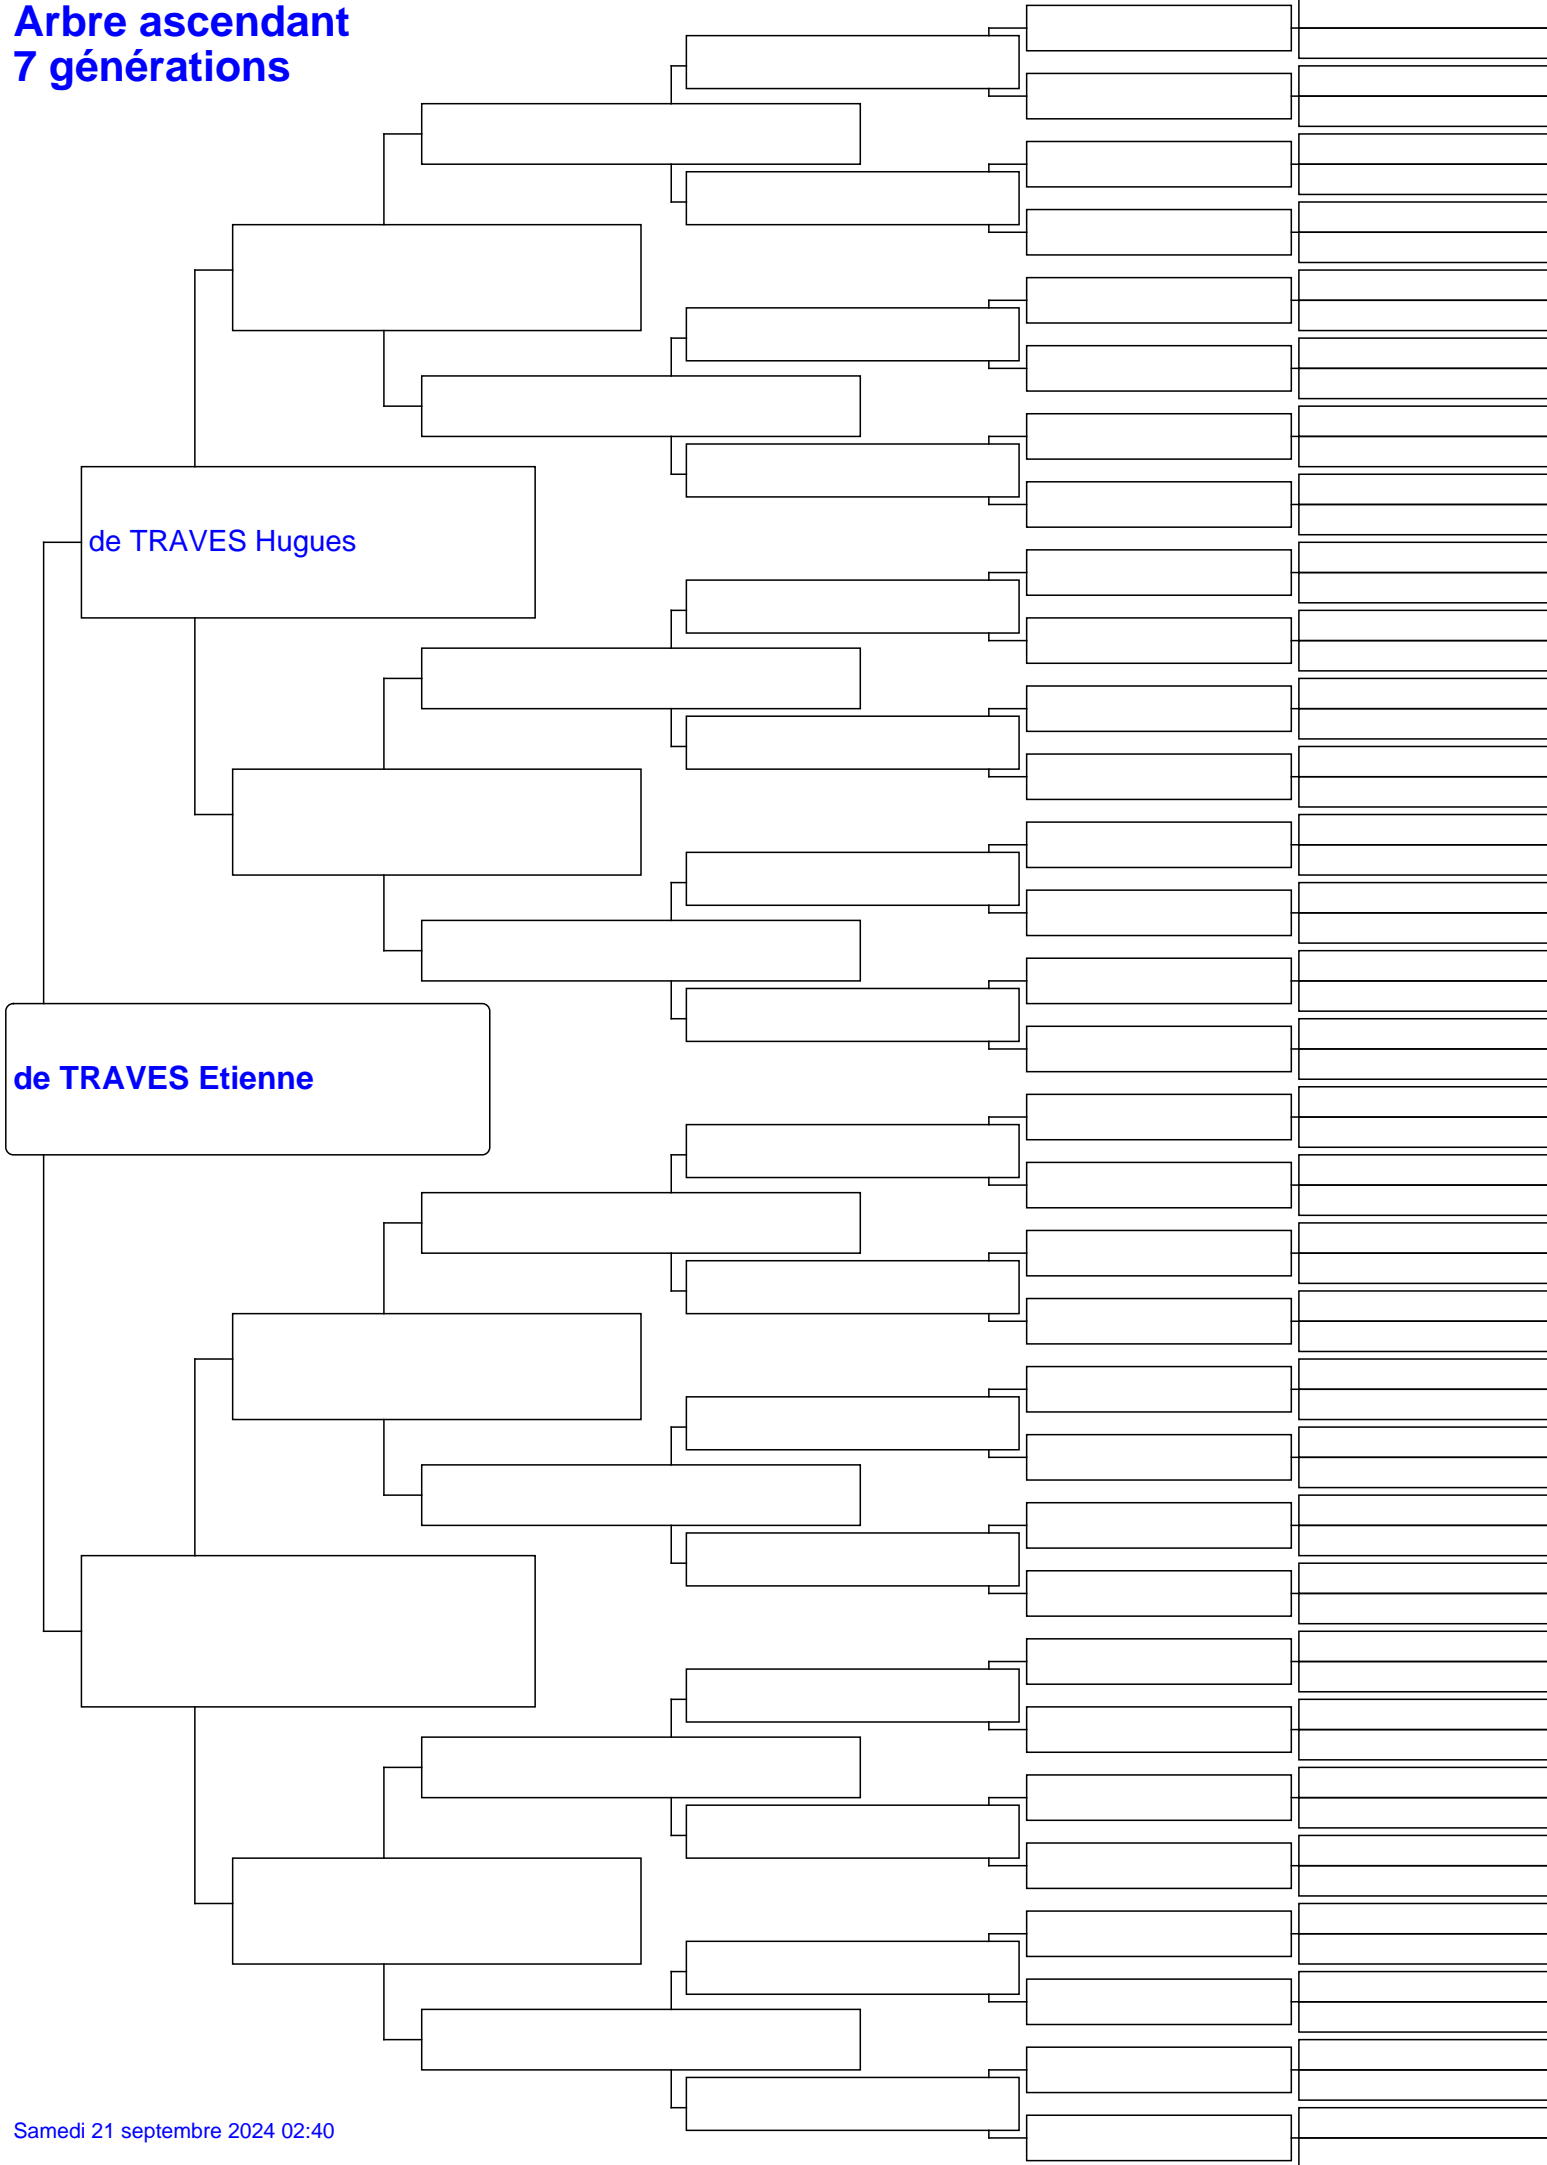 Arbre ascendant
7 générations
de TRAVES Hugues
de TRAVES Etienne
Samedi 21 septembre 2024 02:40